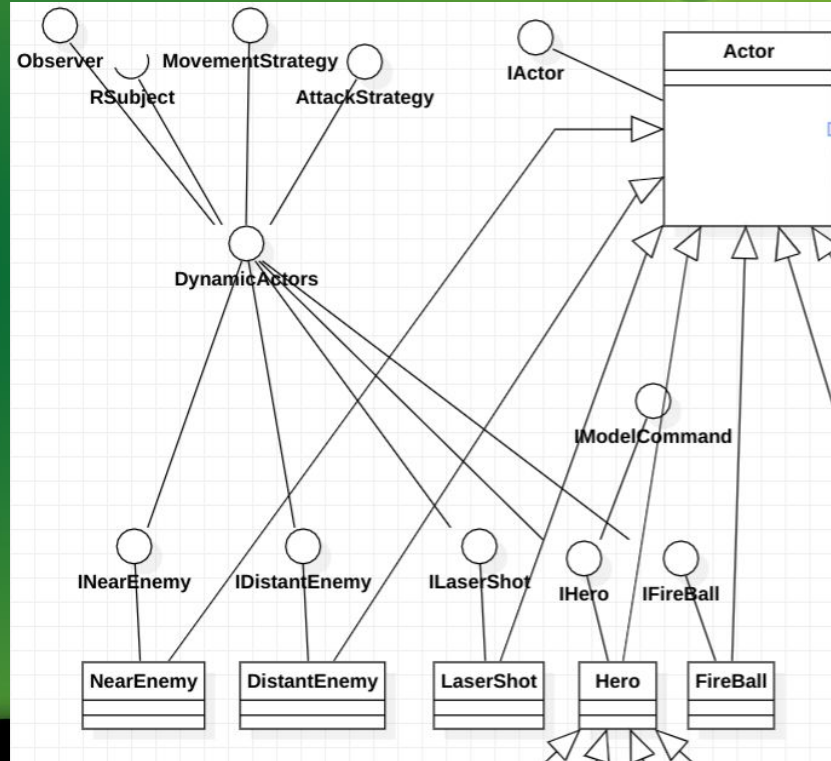 Observer
MovementStrategy
RSubject
AttackStrategy
IActor
Actor
DynamicActors
IModelCommand
INearEnemy
IDistantEnemy
ILaserShot
IHero
IFireBall
NearEnemy
DistantEnemy
LaserShot
Hero
FireBall